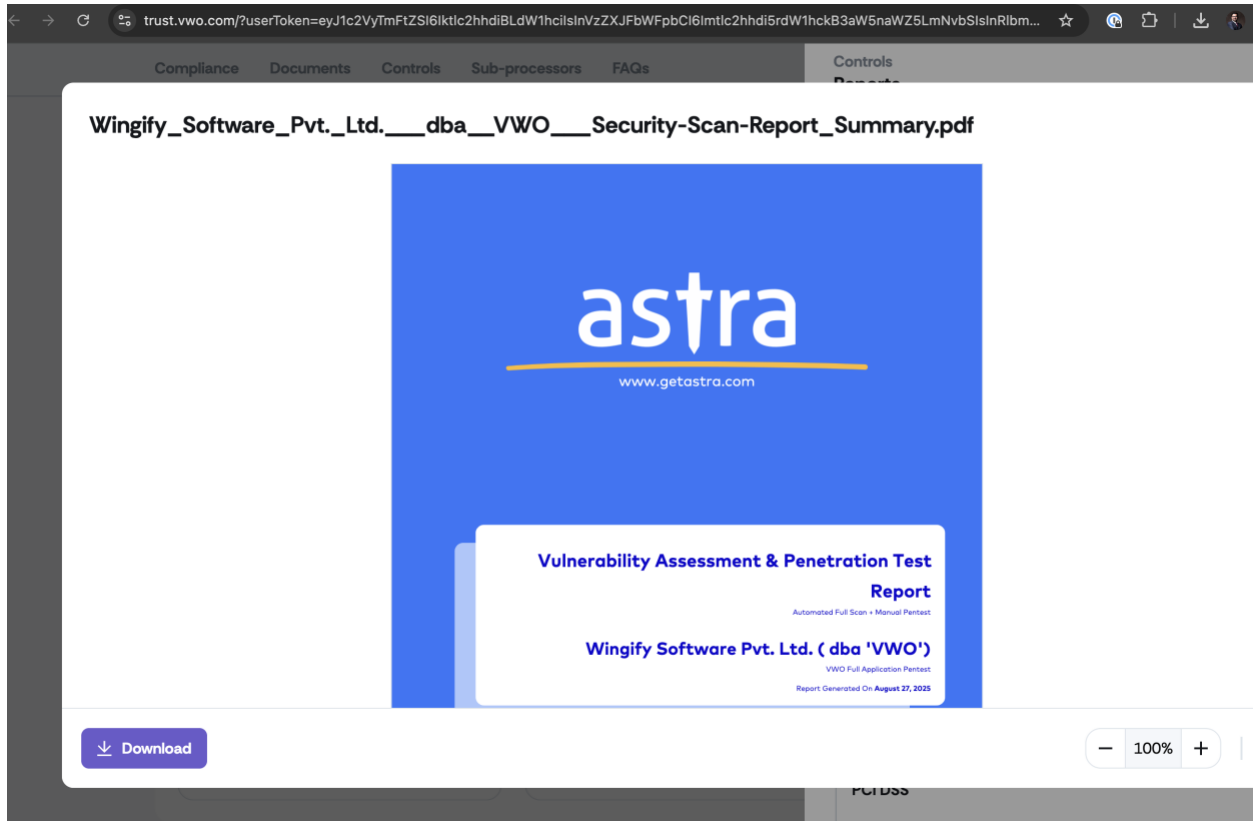 trust.vwo.com/?userToken=eyJ1c2VyTmFtZSI6Iktlc2hhdiBLdW1hciIsInVzZXJFbWFpbCI6Imtlc2hhdi5rdW1hckB3aW5naWZ5LmNvbSIsInRlbm...
Compliance Documents Controls Sub-processors FAQs
Controls
Reports
Wingify_Software_Pvt._Ltd.___dba__VWO___Security-Scan-Report_Summary.pdf
astra
www.getastra.com
Vulnerability Assessment & Penetration Test
Report
Automated Full Scan + Manual Pentest
Wingify Software Pvt. Ltd. ( dba 'VWO')
VWO Full Application Pentest
Report Generated On August 27, 2025
Download
100%
PCI DSS